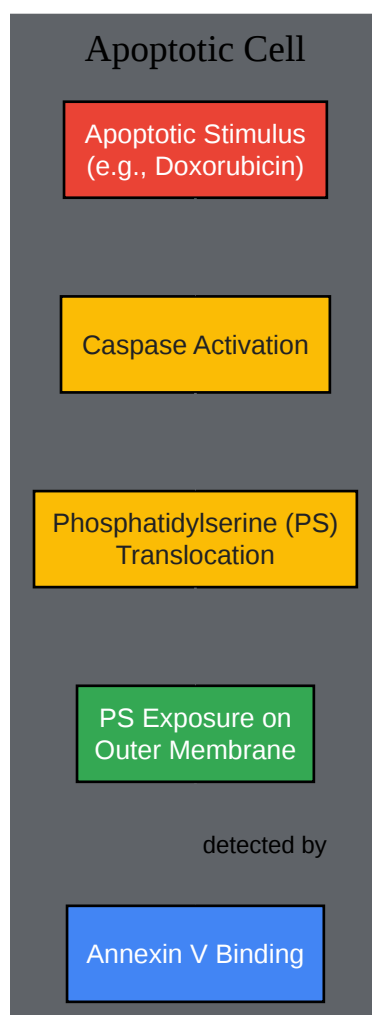 Apoptotic Cell
Apoptotic Stimulus
(e.g., Doxorubicin)
Caspase Activation
Phosphatidylserine (PS)
Translocation
PS Exposure on
Outer Membrane
detected by
Annexin V Binding